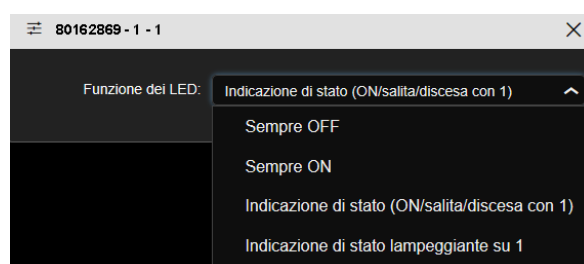 80162869 - 1 - 1
Funzione dei LED: Indicazione di stato (ON/salita/discesa con 1)
Sempre OFF
Sempre ON
Indicazione di stato (ON/salita/discesa con 1)
Indicazione di stato lampeggiante su 1